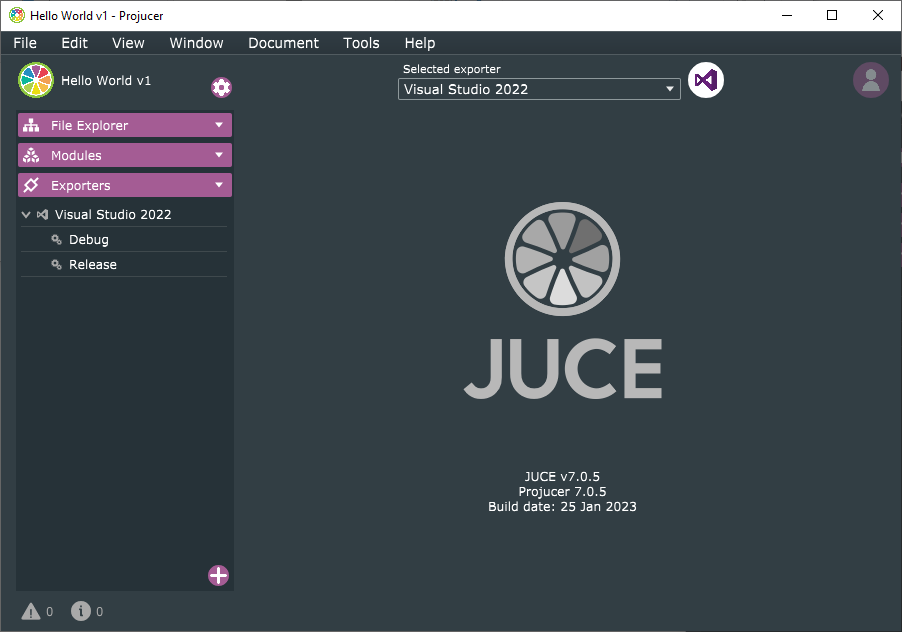 Hello World v1 - Projucer
File Edit View Window Document Tools Help
Hello World v1
Selected exporter
Visual Studio 2022
File Explorer
Modules
Exporters
Visual Studio 2022
Debug
Release
JUCE
JUCE v7.0.5
Projucer 7.0.5
Build date: 25 Jan 2023
0 0